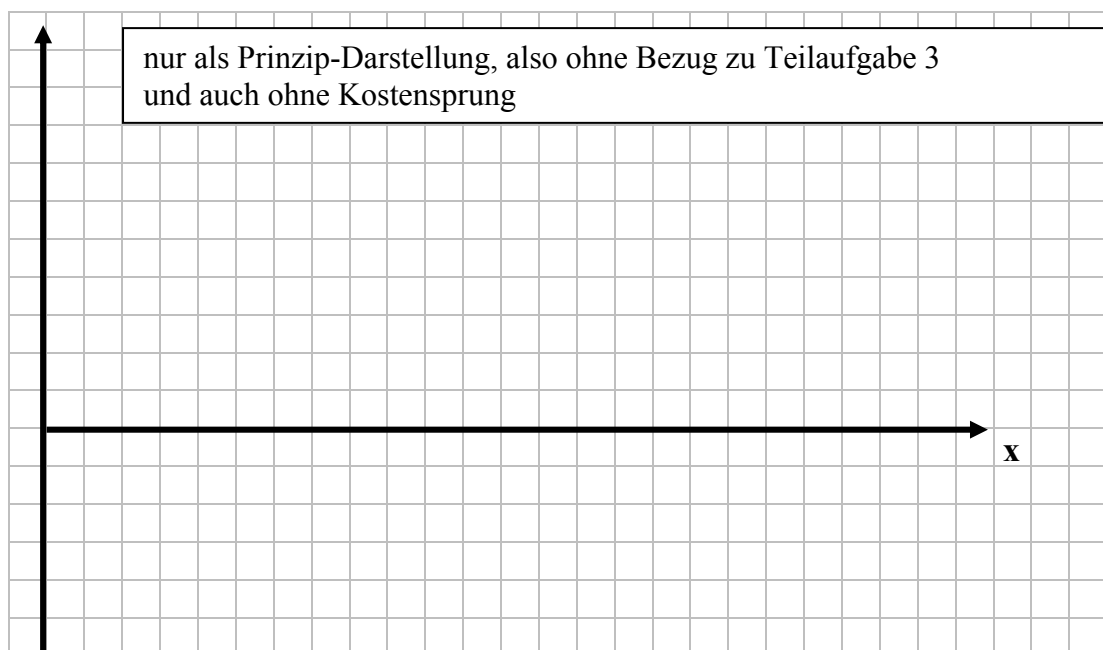 nur als Prinzip-Darstellung, also ohne Bezug zu Teilaufgabe 3
und auch ohne Kostensprung
x